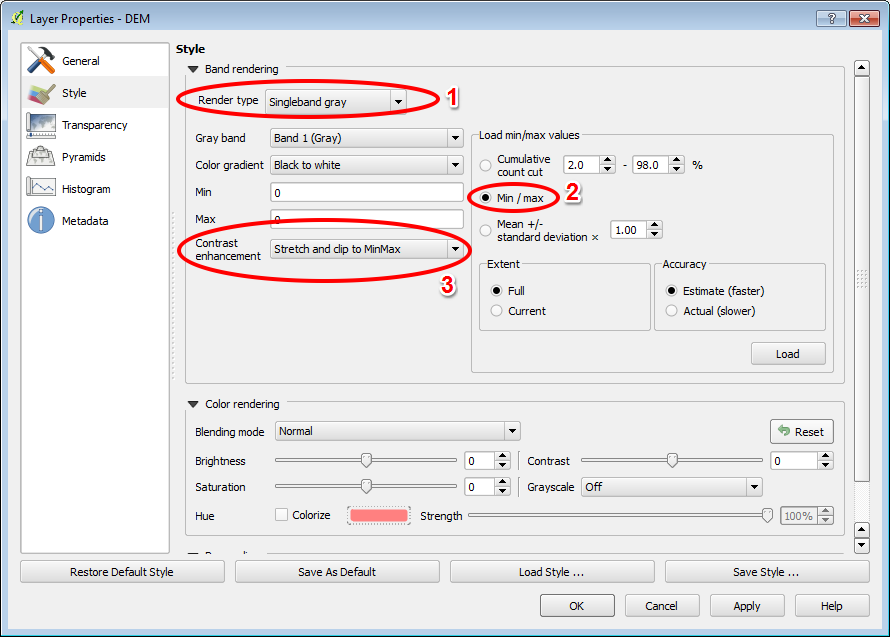 Layer Properties - DEM
General
Style
Transparency
Pyramids
Histogram
Metadata
Style
Band rendering
Render type Singleband gray
1
Gray band Band 1 (Gray)
Color gradient Black to white
Min 0
Max 0
Contrast
enhancement Stretch and clip to MinMax
3
Load min/max values
Cumulative
count cut 2.0 - 98.0 %
Min / max
2
Mean +/-
standard deviation x 1.00
Extent
Full
Current
Accuracy
Estimate (faster)
Actual (slower)
Load
Color rendering
Blending mode Normal
Reset
Brightness 0 Contrast 0
Saturation 0 Grayscale Off
Hue Colorize Strength 100%
Restore Default Style
Save As Default
Load Style ...
Save Style ...
OK
Cancel
Apply
Help